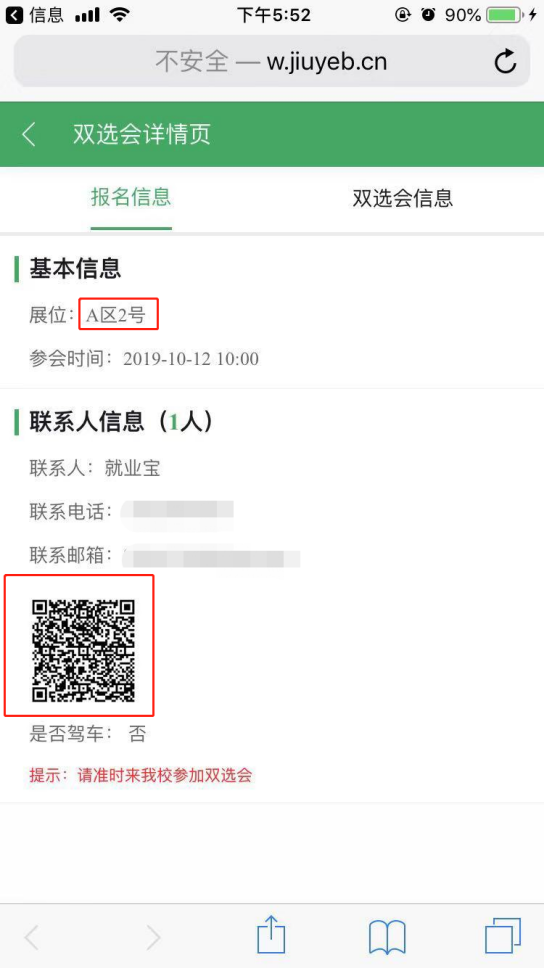 信息 下午5:52 90%
不安全 — w.jiuyeb.cn
双选会详情页
报名信息 双选会信息
基本信息
展位: A区2号
参会时间: 2019-10-12 10:00
联系人信息（1人）
联系人: 就业宝
联系电话:
联系邮箱:
是否驾车: 否
提示: 请准时来我校参加双选会